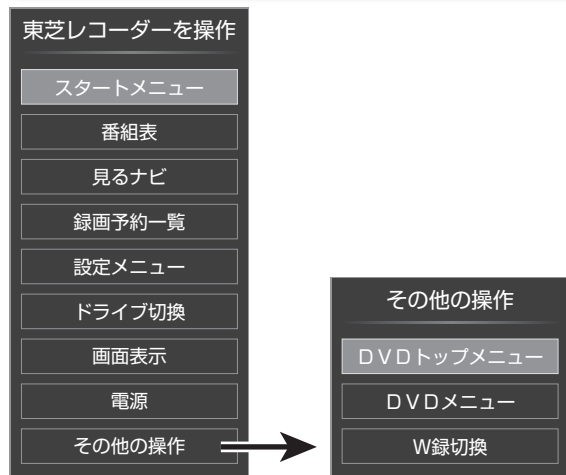 東芝レコーダーを操作
スタートメニュー
番組表
見るナビ
録画予約一覧
設定メニュー
ドライブ切換
画面表示
電源
その他の操作
その他の操作
ＤＶＤトップメニュー
ＤＶＤメニュー
W録切換